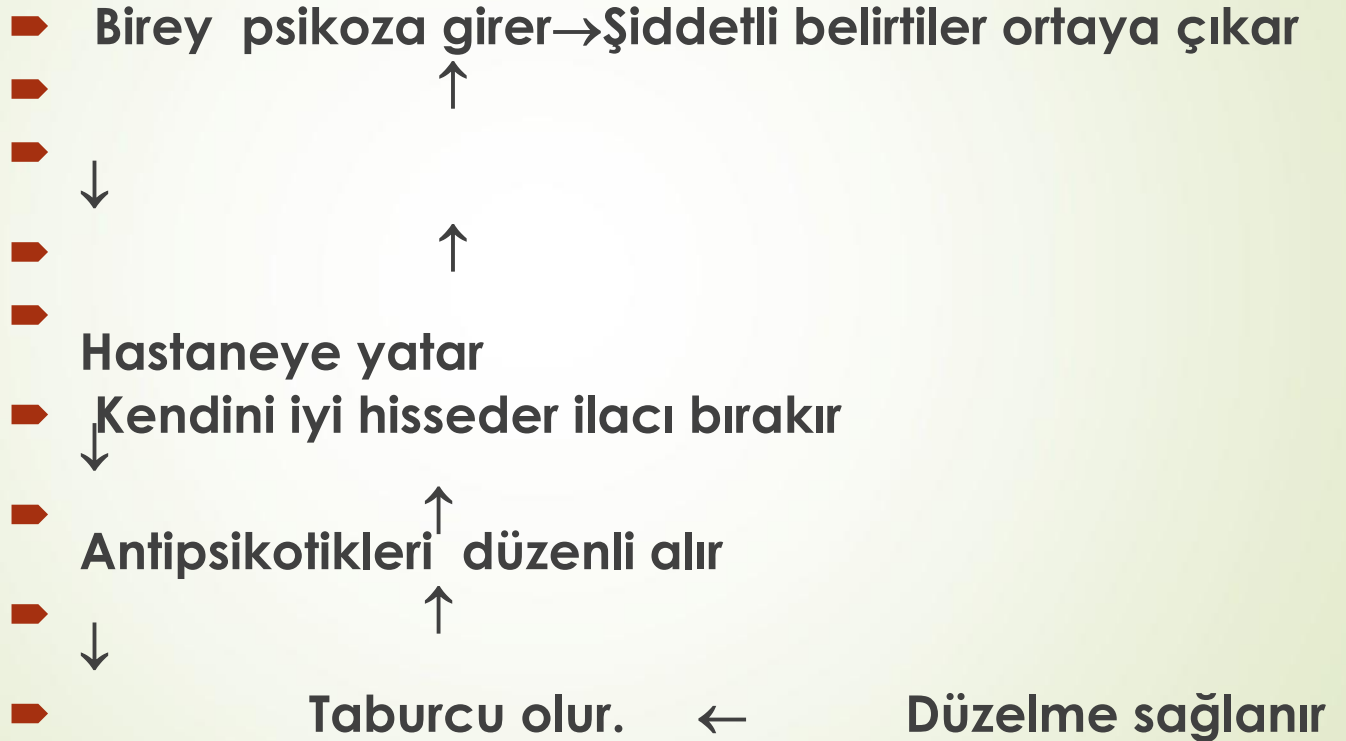 Birey  psikoza girer→Şiddetli belirtiler ortaya çıkar
↑
↓
↑
Hastaneye yatar
Kendini iyi hisseder ilacı bırakır
↓
↑
Antipsikotikleri  düzenli alır
↑
↓
Taburcu olur. ← Düzelme sağlanır